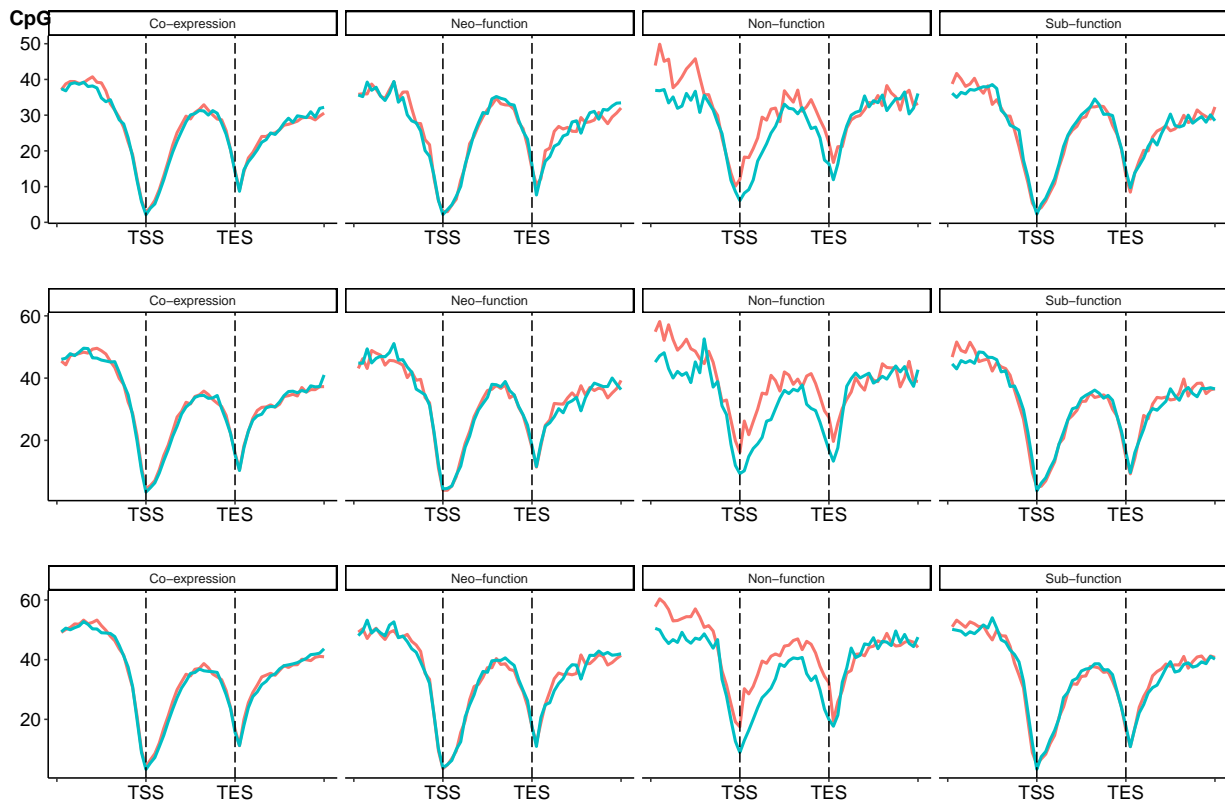 CpG
Co−expression Neo−function Non−function Sub−function
50
40
30
20
10
0
TSS TES TSS TES TSS TES TSS TES
Co−expression Neo−function Non−function Sub−function
60
40
20
TSS TES TSS TES TSS TES TSS TES
Co−expression Neo−function Non−function Sub−function
60
40
20
TSS TES TSS TES TSS TES TSS TES